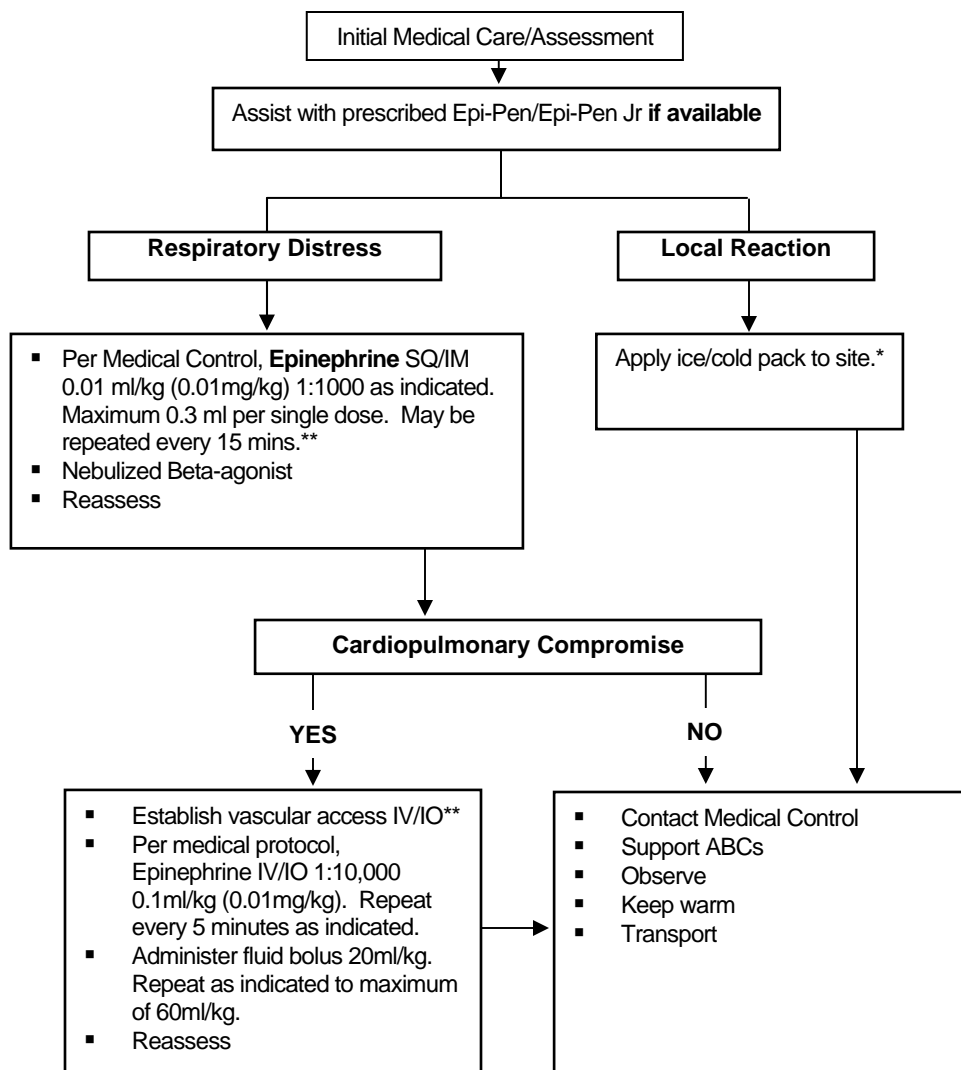 Initial Medical Care/Assessment
Assist with prescribed Epi-Pen/Epi-Pen Jr if available
Respiratory Distress
Local Reaction
▪ Per Medical Control, Epinephrine SQ/IM
0.01 ml/kg (0.01mg/kg) 1:1000 as indicated.
Maximum 0.3 ml per single dose. May be
repeated every 15 mins.**
▪ Nebulized Beta-agonist
▪ Reassess
Apply ice/cold pack to site.*
Cardiopulmonary Compromise
YES
NO
▪ Establish vascular access IV/IO**
▪ Per medical protocol,
Epinephrine IV/IO 1:10,000
0.1ml/kg (0.01mg/kg). Repeat
every 5 minutes as indicated.
▪ Administer fluid bolus 20ml/kg.
Repeat as indicated to maximum
of 60ml/kg.
▪ Reassess
▪ Contact Medical Control
▪ Support ABCs
▪ Observe
▪ Keep warm
▪ Transport